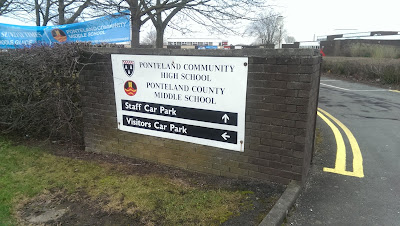 PONTELAND COMMUNITY
HIGH SCHOOL
PONTELAND COUNTY
MIDDLE SCHOOL
Staff Car Park
Visitors Car Park